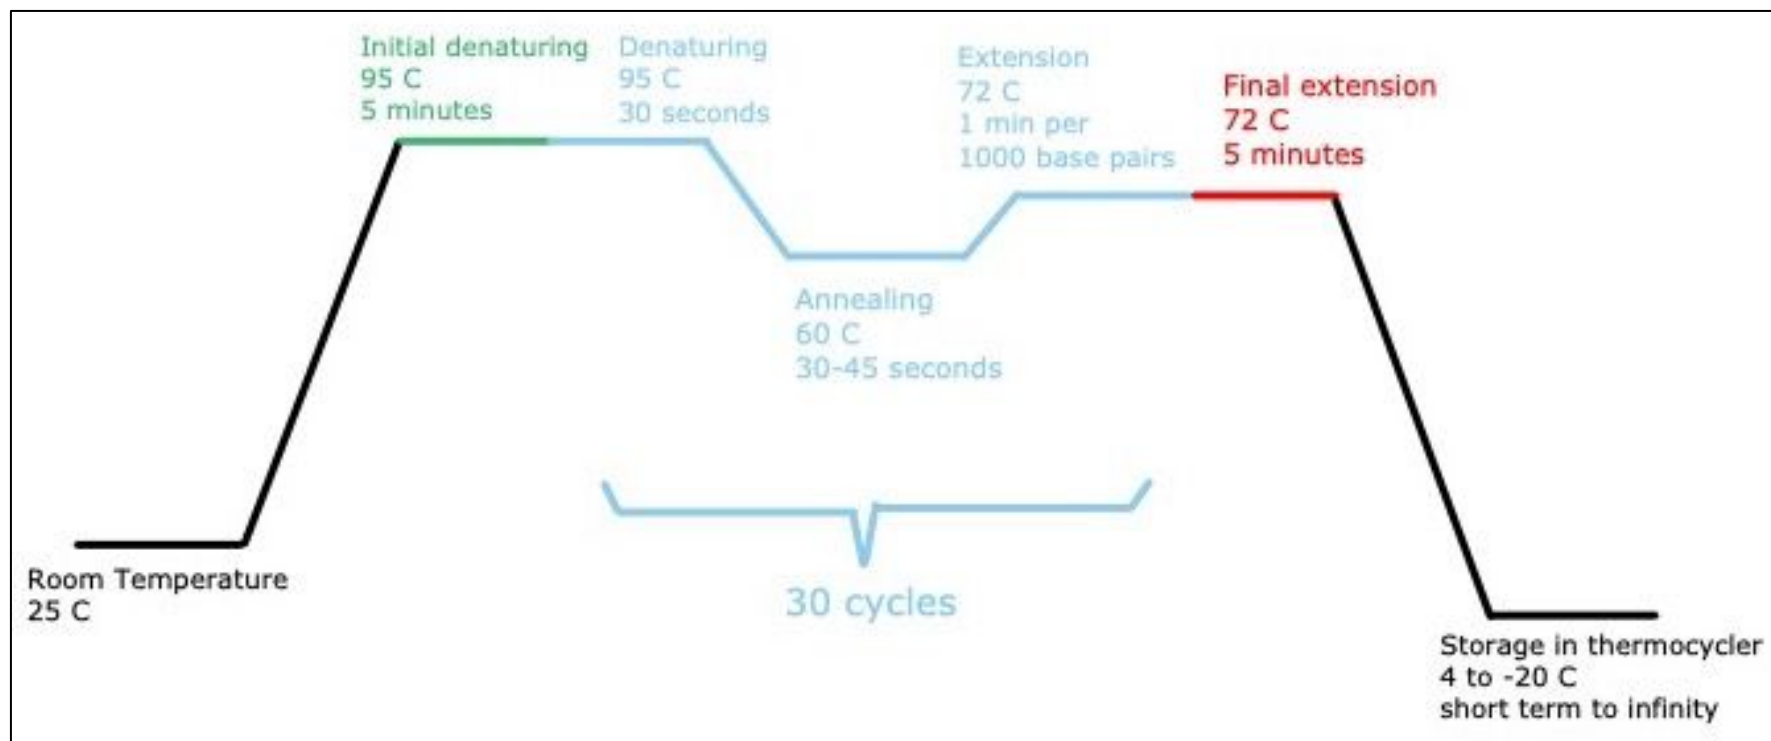 Initial denaturing
95 C
5 minutes
Denaturing
95 C
30 seconds
Extension
72 C
1 min per
1000 base pairs
Final extension
72 C
5 minutes
Annealing
60 C
30-45 seconds
30 cycles
Room Temperature
25 C
Storage in thermocycler
4 to -20 C
short term to infinity